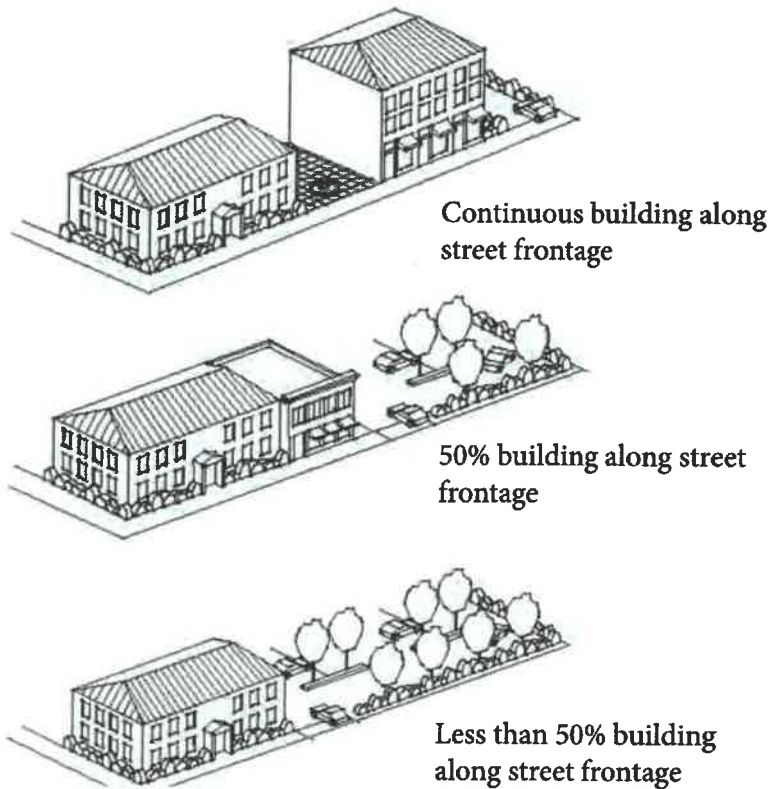 Continuous building along
street frontage
50% building along street
frontage
Less than 50% building
along street frontage